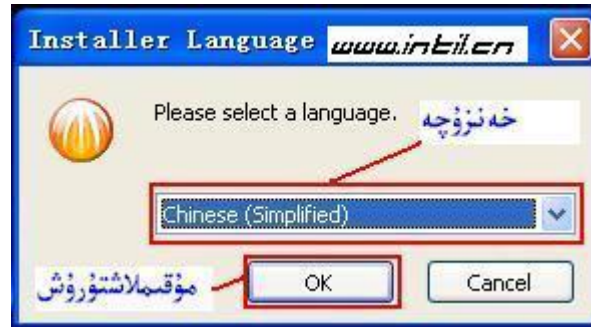 Installer Language www.intil.cn
Please select a language.
خەنزۇچە
Chinese (Simplified)
مۇقىملاشتۇرۇش
OK
Cancel